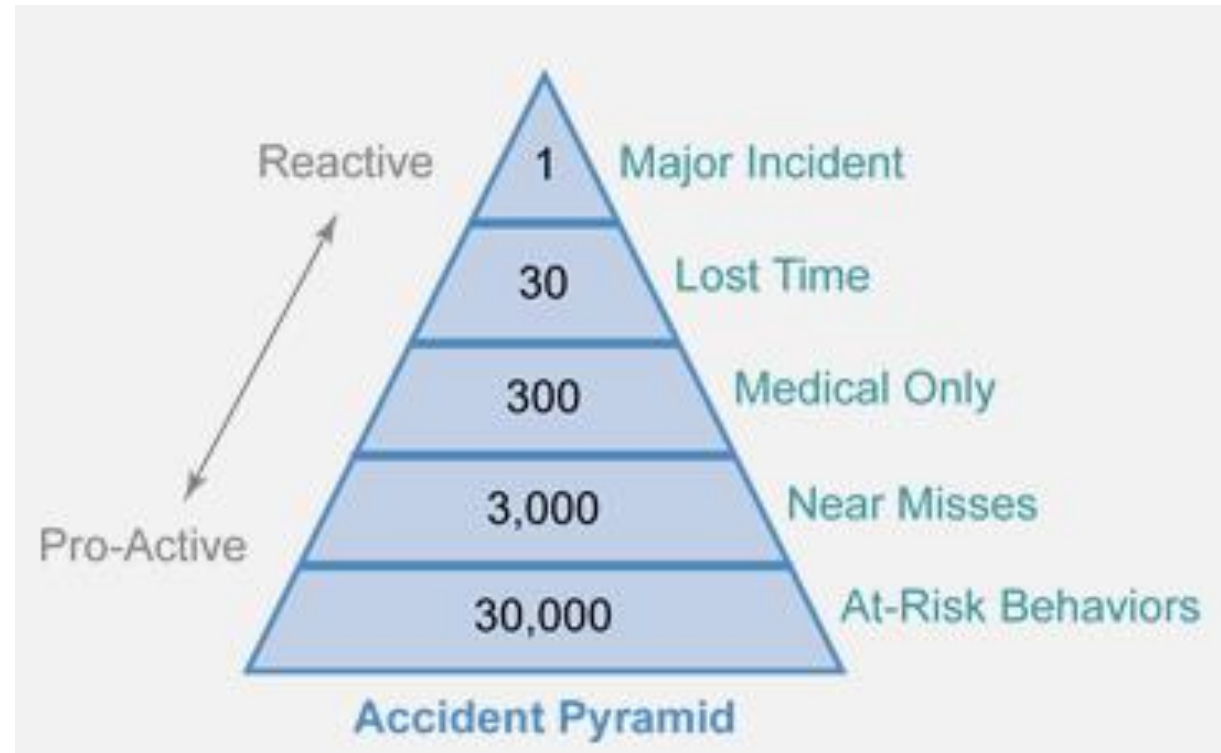 Reactive
1
Major Incident
30
Lost Time
300
Medical Only
3,000
Near Misses
Pro-Active
30,000
At-Risk Behaviors
Accident Pyramid